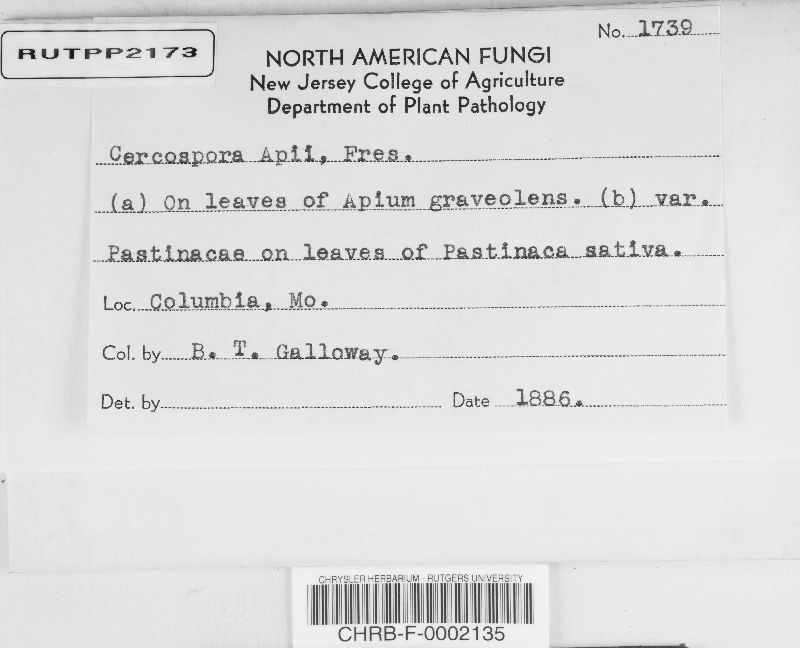 No. 1739
RUTPP2173
NORTH AMERICAN FUNGI
New Jersey College of Agriculture
Department of Plant Pathology
Cercospora Apii, Fres.
(a) On leaves of Apium graveolens. (b) var.
Pastinacae on leaves of Pastinaca sativa.
Loc. Columbia, Mo.
Col. by B. T. Galloway.
Det. by Date 1886.
CHRYSLER HERBARIUM - RUTGERS UNIVERSITY
CHRB-F-0002135